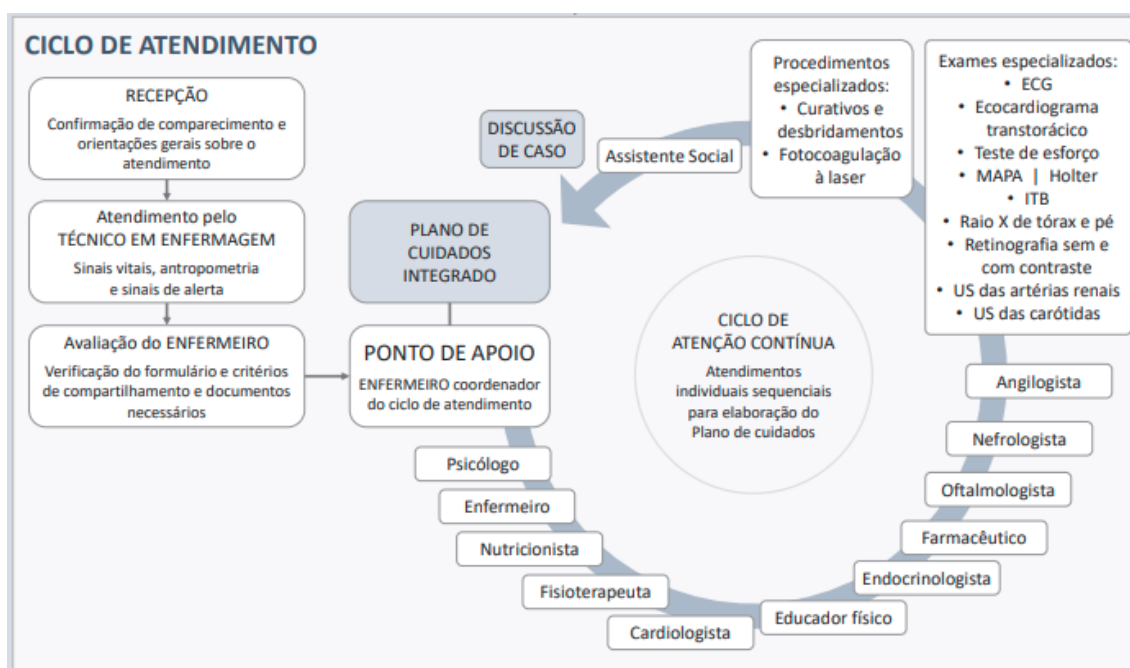 CICLO DE ATENDIMENTO
RECEPÇÃO
Confirmação de comparecimento e
orientações gerais sobre o
atendimento
Atendimento pelo
TÉCNICO EM ENFERMAGEM
Sinais vitais, antropometria
e sinais de alerta
Avaliação do ENFERMEIRO
Verificação do formulário e critérios
de compartilhamento e documentos
necessários
PONTO DE APOIO
ENFERMEIRO coordenador
do ciclo de atendimento
PLANO DE
CUIDADOS
INTEGRADO
DISCUSSÃO
DE CASO
Psicólogo
Enfermeiro
Nutricionista
Fisioterapeuta
Cardiologista
Educador físico
Endocrinologista
Farmacêutico
Oftalmologista
Nefrologista
Angilogista
Exames especializados:
• ECG
• Ecocardiograma
transtorácico
• Teste de esforço
• MAPA | Holter
• ITB
• Raio X de tórax e pé
• Retinografia sem e
com contraste
• US das artérias renais
• US das carótidas
Procedimentos
especializados:
• Curativos e
desbridamentos
• Fotocoagulação
à laser
Assistente Social
CICLO DE
ATENÇÃO CONTÍNUA
Atendimentos
individuais sequenciais
para elaboração do
Plano de cuidados